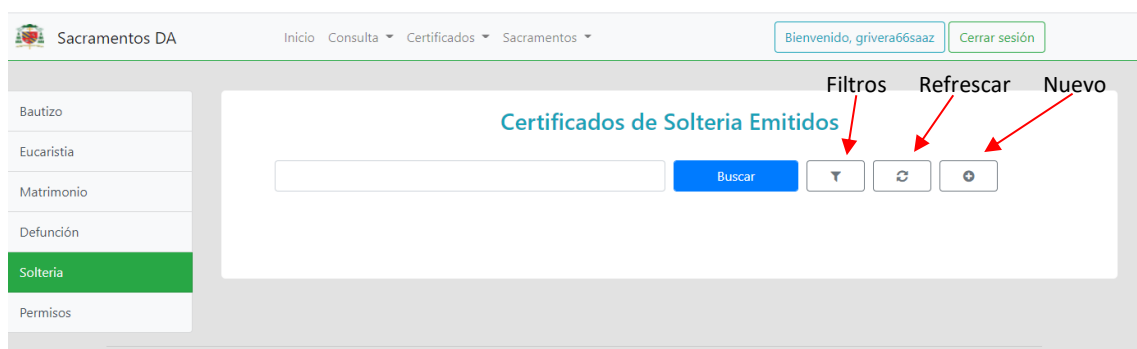 Sacramentos DA Inicio Consulta Certificados Sacramentos Bienvenido, grivera66saaz Cerrar sesión
Filtros Refrescar Nuevo
Bautizo
Eucaristia
Matrimonio
Defunción
Solteria
Permisos
Certificados de Solteria Emitidos
Buscar